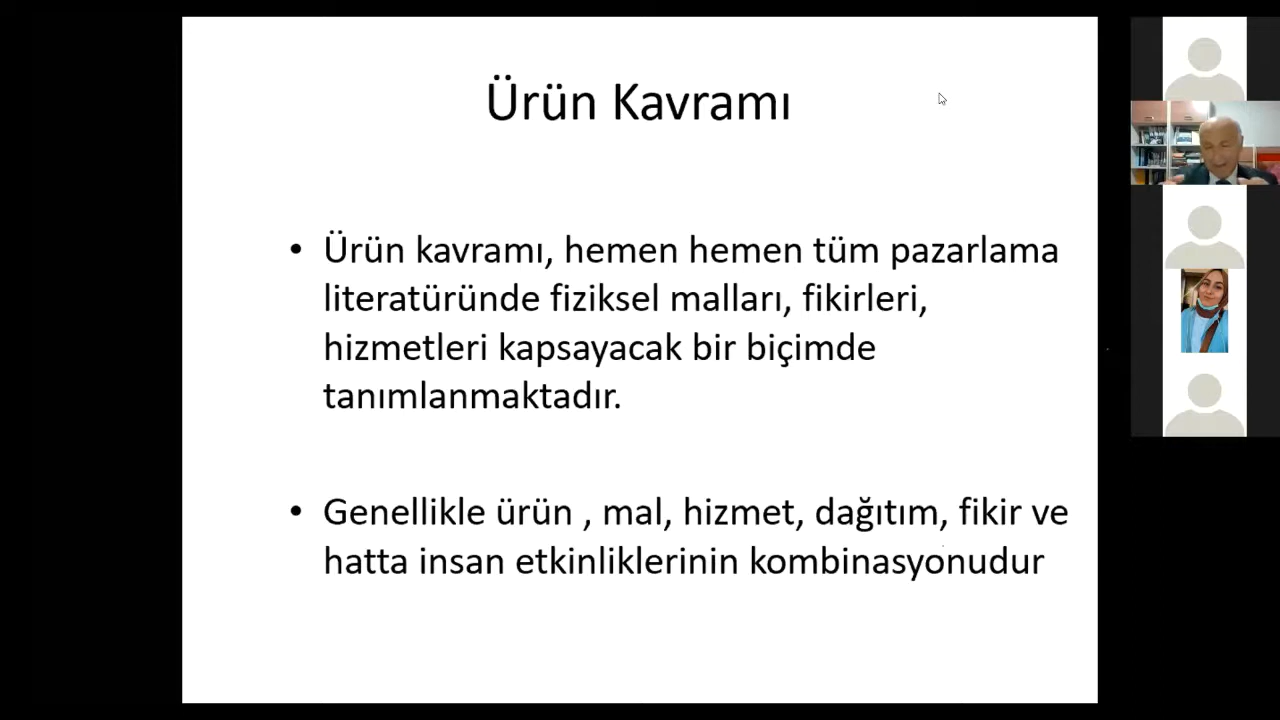 Ürün Kavramı
• Ürün kavramı, hemen hemen tüm pazarlama
literatüründe fiziksel malları, fikirleri,
hizmetleri kapsayacak bir biçimde
tanımlanmaktadır.
• Genellikle ürün , mal, hizmet, dağıtım, fikir ve
hatta insan etkinliklerinin kombinasyonudur